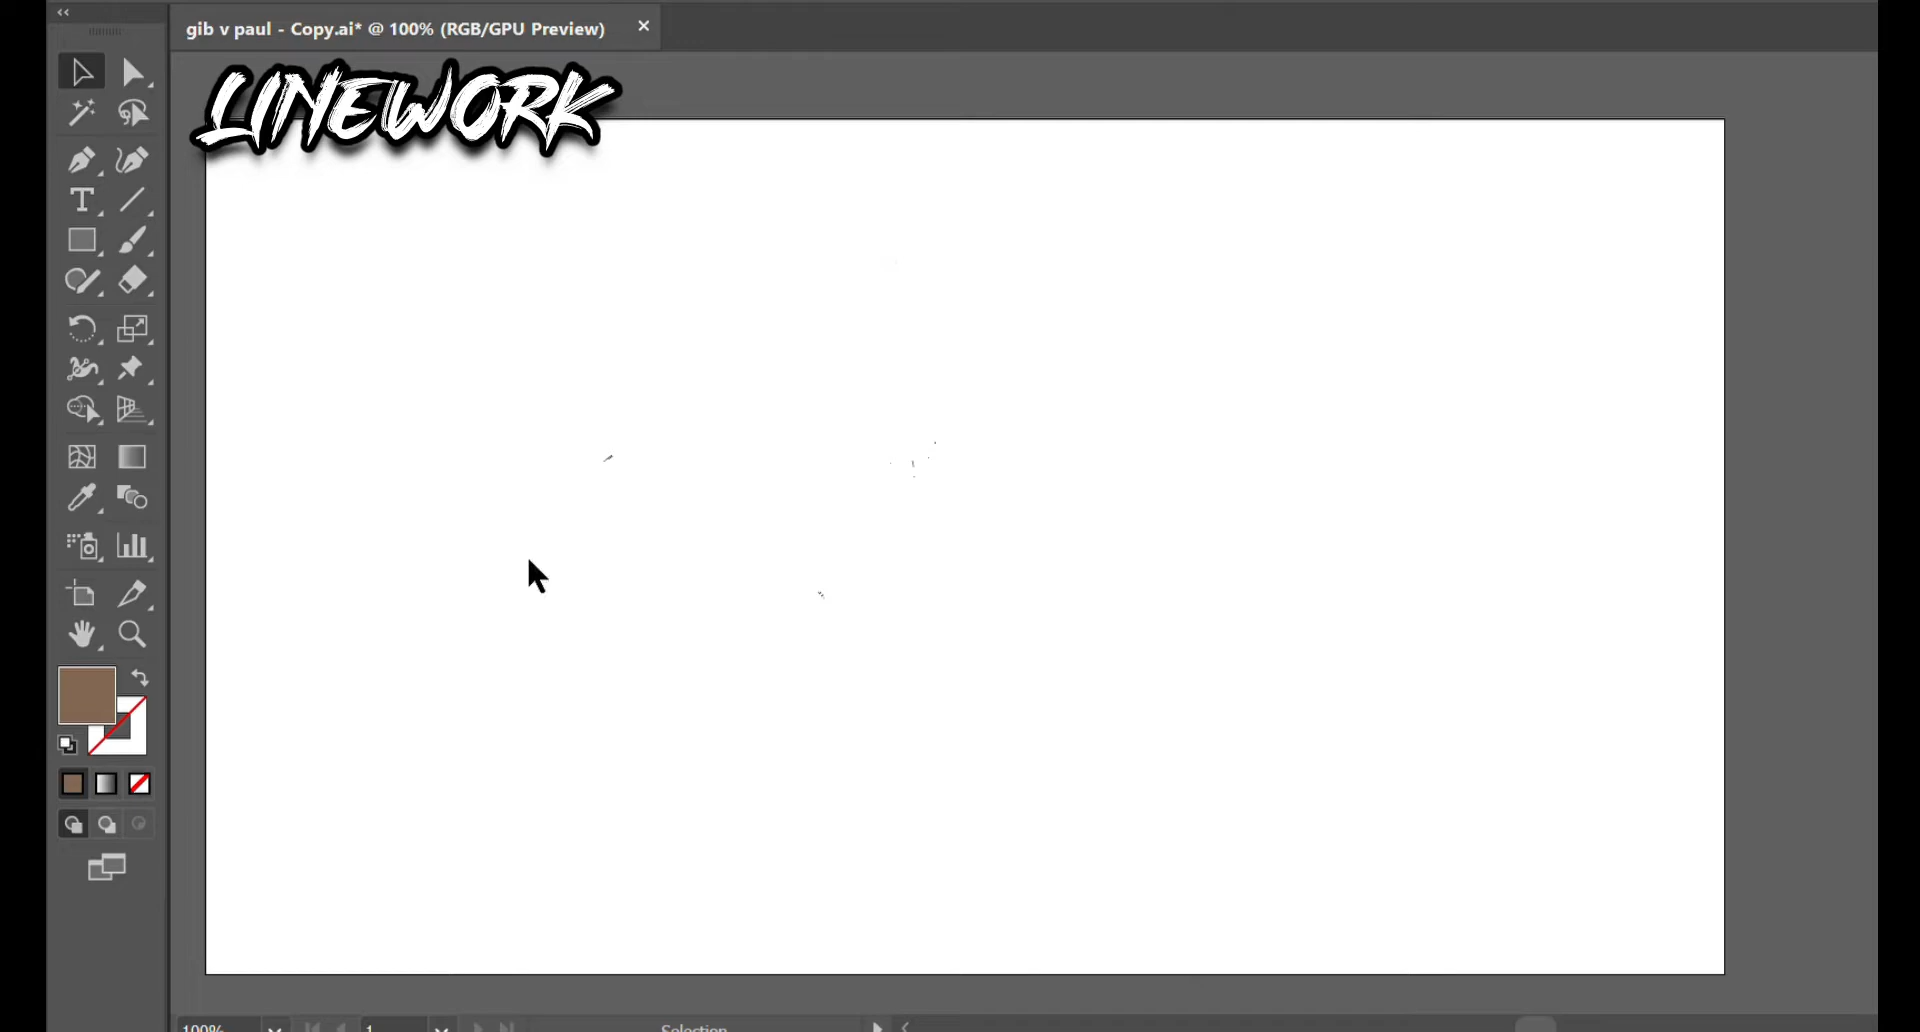 gib v paul - Copy.ai* @ 100% (RGB/GPU Preview)
LINEWORK
100%
1
Selection